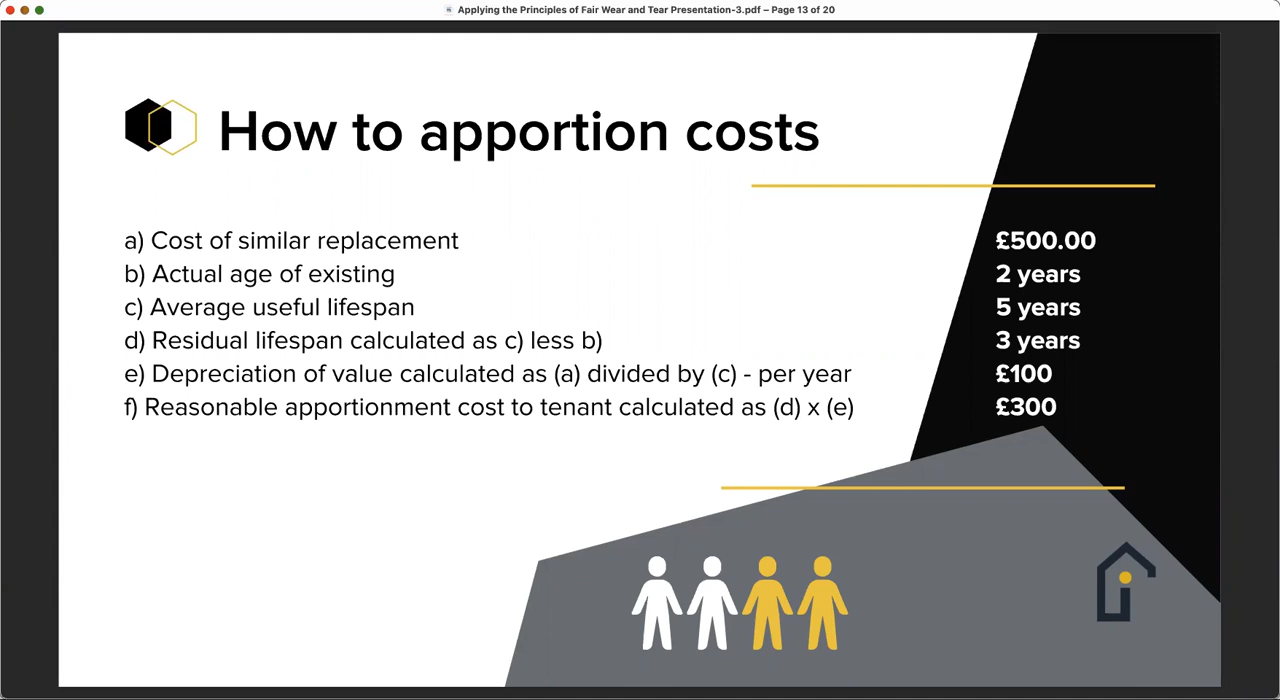 Applying the Principles of Fair Wear and Tear Presentation-3.pdf – Page 13 of 20
How to apportion costs
a) Cost of similar replacement £500.00
b) Actual age of existing 2 years
c) Average useful lifespan 5 years
d) Residual lifespan calculated as c) less b) 3 years
e) Depreciation of value calculated as (a) divided by (c) - per year £100
f) Reasonable apportionment cost to tenant calculated as (d) x (e) £300